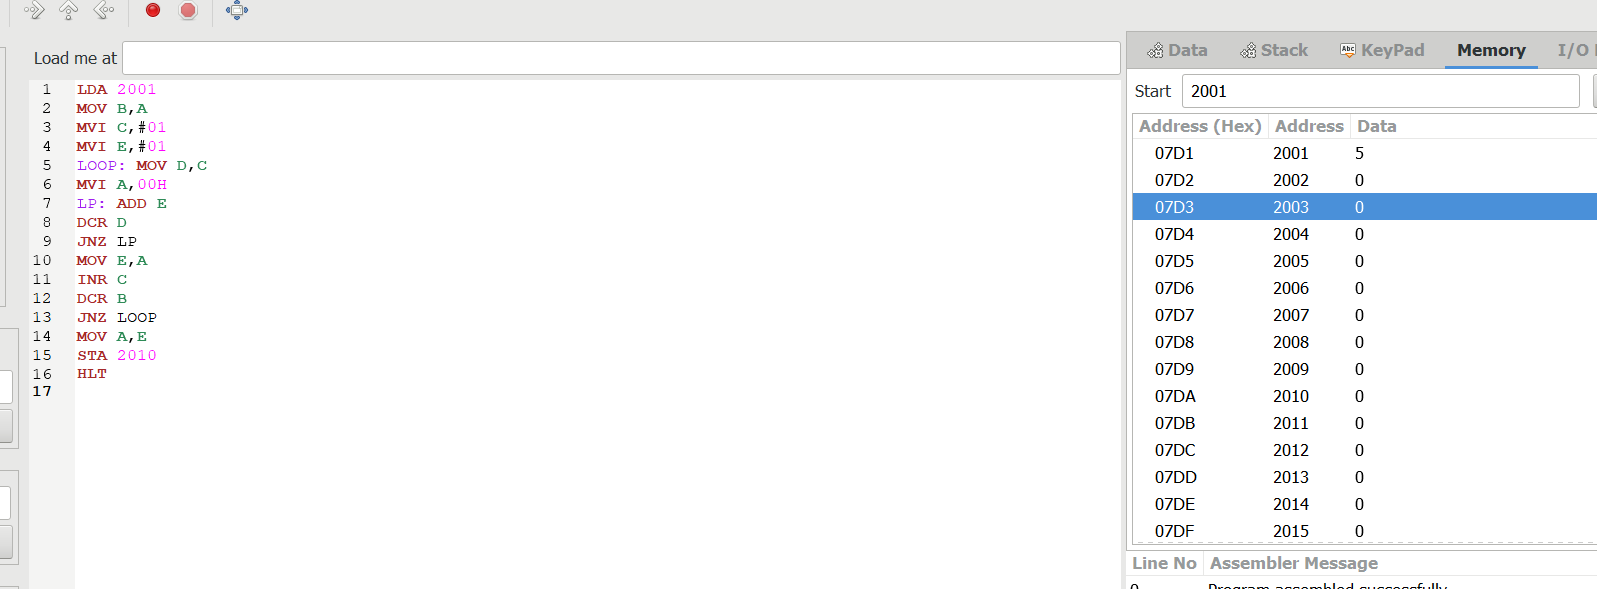 Load me at
1 LDA 2001
2 MOV B,A
3 MVI C,#01
4 MVI E,#01
5 LOOP: MOV D,C
6 MVI A,00H
7 LP: ADD E
8 DCR D
9 JNZ LP
10 MOV E,A
11 INR C
12 DCR B
13 JNZ LOOP
14 MOV A,E
15 STA 2010
16 HLT
17
Data Stack Abc KeyPad Memory I/O
Start 2001
Address (Hex) Address Data
07D1 2001 5
07D2 2002 0
07D3 2003 0
07D4 2004 0
07D5 2005 0
07D6 2006 0
07D7 2007 0
07D8 2008 0
07D9 2009 0
07DA 2010 0
07DB 2011 0
07DC 2012 0
07DD 2013 0
07DE 2014 0
07DF 2015 0
Line No Assembler Message
0 Program assembled successfully